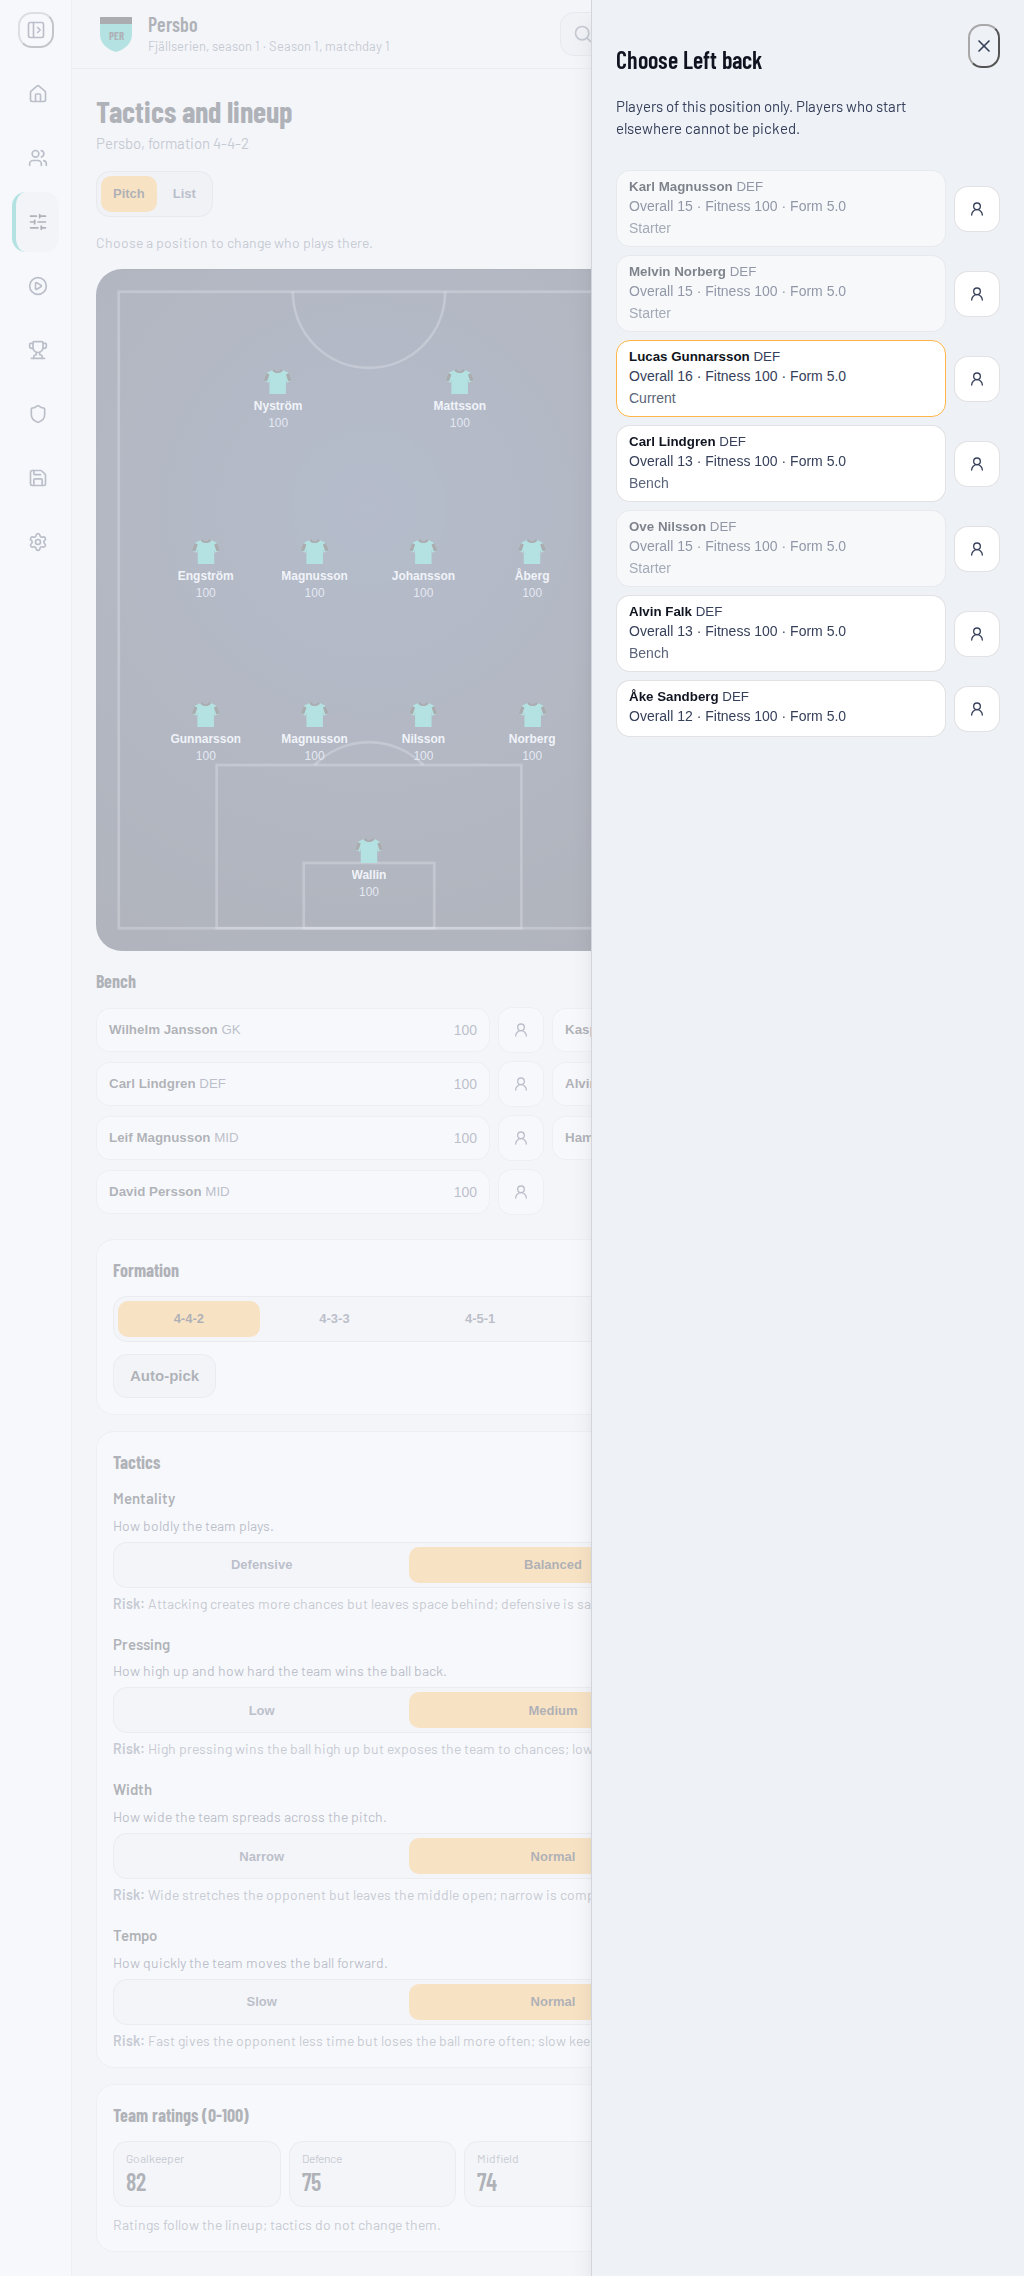 PER
Persbo
Fjällserien, season 1 · Season 1, matchday 1
Tactics and lineup
Persbo, formation 4-4-2
Pitch List
Choose a position to change who plays there.
Nyström Mattsson
100 100
Engström Magnusson Johansson Åberg
100 100 100 100
Gunnarsson Magnusson Nilsson Norberg
100 100 100 100
Wallin
100
Bench
Wilhelm Jansson GK 100
Kasp
Carl Lindgren DEF 100
Alvi
Leif Magnusson MID 100
Ham
David Persson MID 100
Formation
4-4-2 4-3-3 4-5-1
Auto-pick
Tactics
Mentality
How boldly the team plays.
Defensive Balanced
Risk: Attacking creates more chances but leaves space behind; defensive is sa
Pressing
How high up and how hard the team wins the ball back.
Low Medium
Risk: High pressing wins the ball high up but exposes the team to chances; low
Width
How wide the team spreads across the pitch.
Narrow Normal
Risk: Wide stretches the opponent but leaves the middle open; narrow is comp
Tempo
How quickly the team moves the ball forward.
Slow Normal
Risk: Fast gives the opponent less time but loses the ball more often; slow kee
Team ratings (0-100)
Goalkeeper Defence Midfield
82 75 74
Ratings follow the lineup; tactics do not change them.
Choose Left back
Players of this position only. Players who start
elsewhere cannot be picked.
Karl Magnusson DEF
Overall 15 · Fitness 100 · Form 5.0
Starter
Melvin Norberg DEF
Overall 15 · Fitness 100 · Form 5.0
Starter
Lucas Gunnarsson DEF
Overall 16 · Fitness 100 · Form 5.0
Current
Carl Lindgren DEF
Overall 13 · Fitness 100 · Form 5.0
Bench
Ove Nilsson DEF
Overall 15 · Fitness 100 · Form 5.0
Starter
Alvin Falk DEF
Overall 13 · Fitness 100 · Form 5.0
Bench
Åke Sandberg DEF
Overall 12 · Fitness 100 · Form 5.0